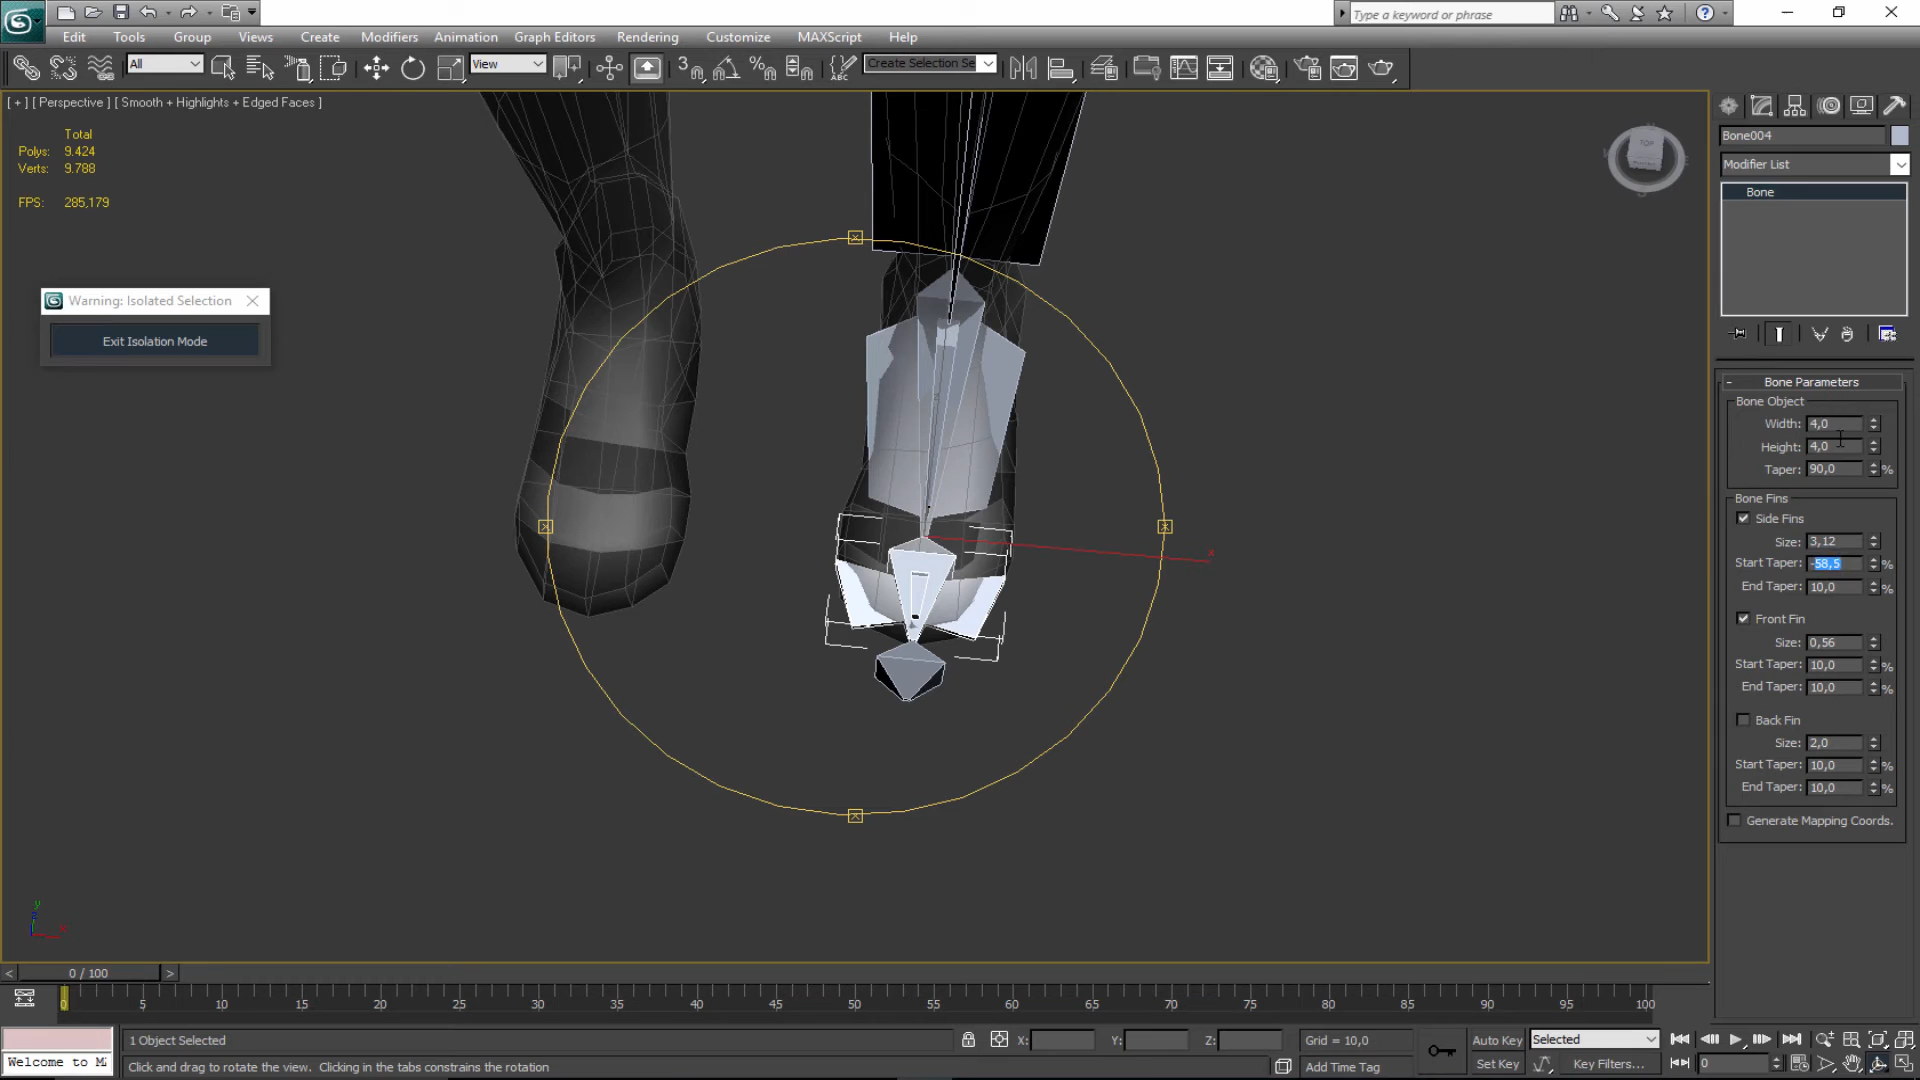 Type a keyword or phrase
Edit Tools Group Views Create Modifiers Animation Graph Editors Rendering Customize MAXScript Help
All
View
Create Selection Se
[ + ] [ Perspective ] [ Smooth + Highlights + Edged Faces ]
Total
Polys: 9.424
Verts: 9.788
FPS: 285,179
Warning: Isolated Selection
Exit Isolation Mode
TOP
x
Bone004
Modifier List
Bone
- Bone Parameters
Bone Object
Width: 4,0
Height: 4,0
Taper: 90,0 %
Bone Fins
Side Fins
Size: 3,12
Start Taper: -58,5 %
End Taper: 10,0 %
Front Fin
Size: 0,56
Start Taper: 10,0 %
End Taper: 10,0 %
Back Fin
Size: 2,0
Start Taper: 10,0 %
End Taper: 10,0 %
Generate Mapping Coords.
y
z
x
< 0 / 100 >
0 5 10 15 20 25 30 35 40 45 50 55 60 65 70 75 80 85 90 95 100
1 Object Selected
X: Y: Z:
Grid = 10,0
Auto Key
Selected
Welcome to MA
Click and drag to rotate the view. Clicking in the tabs constrains the rotation
Add Time Tag
Set Key
Key Filters...
0